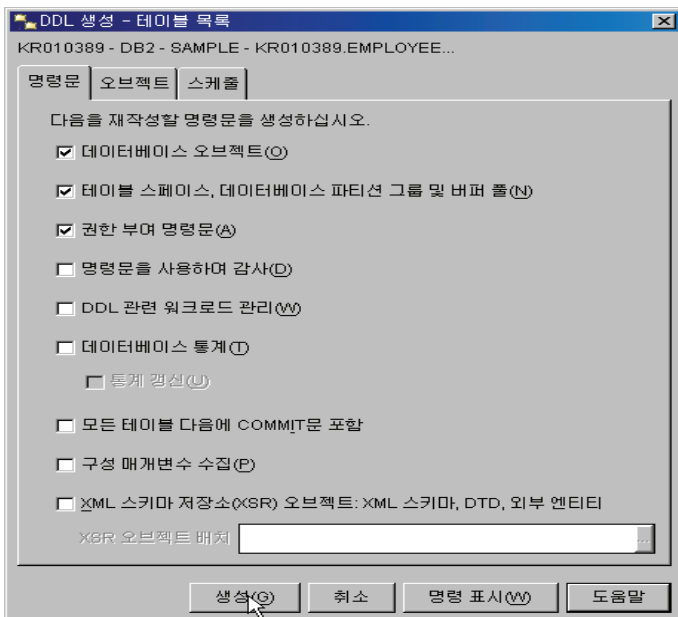 DDL 생성 - 테이블 목록
KR010389 - DB2 - SAMPLE - KR010389.EMPLOYEE...
명령문 오브젝트 스케줄
다음을 재작성할 명령문을 생성하십시오.
데이터베이스 오브젝트(O)
테이블 스페이스, 데이터베이스 파티션 그룹 및 버퍼 풀(N)
권한 부여 명령문(A)
명령문을 사용하여 감사(D)
DDL 관련 워크로드 관리(W)
데이터베이스 통계(T)
통계 갱신(U)
모든 테이블 다음에 COMMIT문 포함
구성 매개변수 수집(P)
XML 스키마 저장소(XSR) 오브젝트: XML 스키마, DTD, 외부 엔티티
XSR 오브젝트 배치 ...
생성(G) 취소 명령 표시(W) 도움말